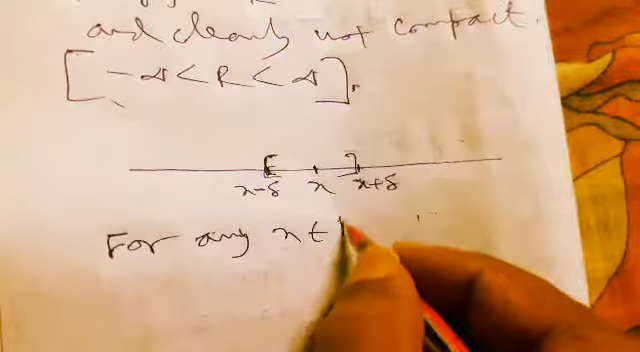 and clearly not compact.
[-∞ < R < ∞].
[ ]
x-δ x x+δ
For any x ∈